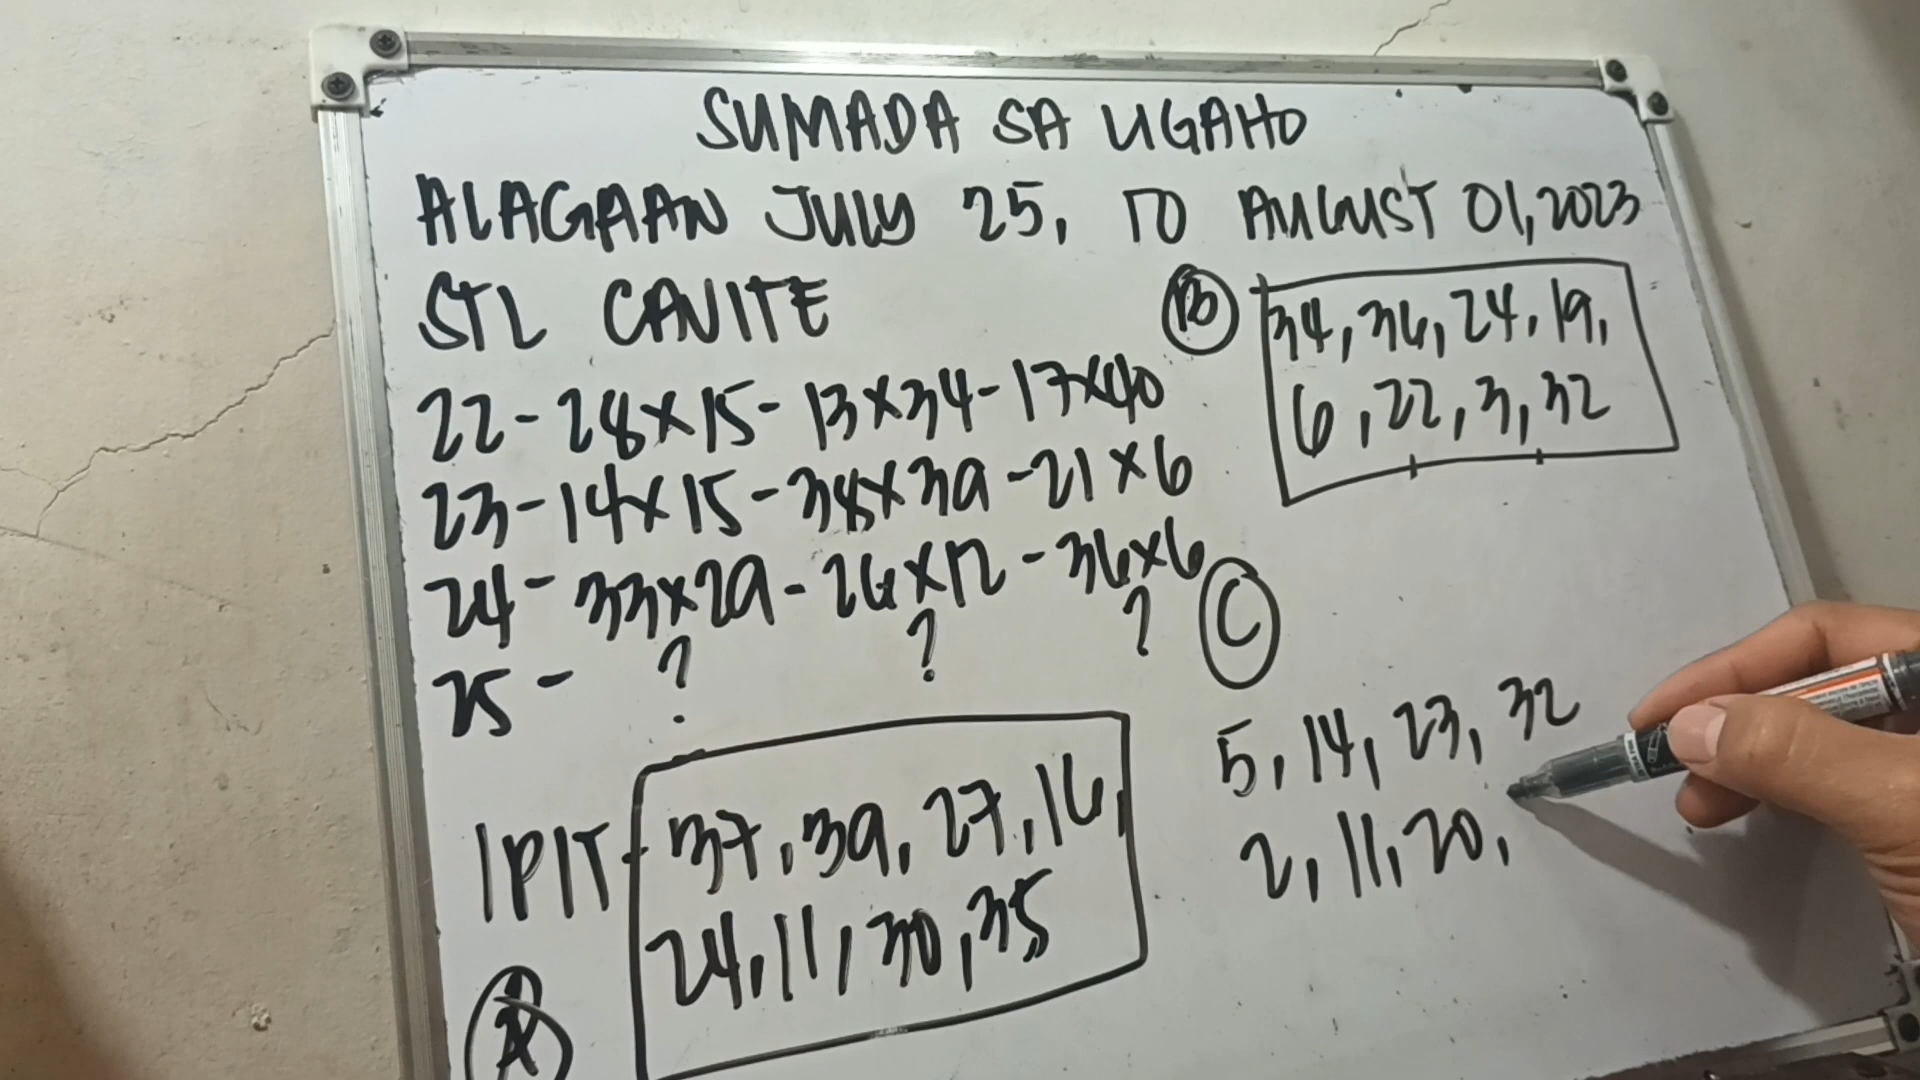 SUMADA SA UGAHO
ALAGAAN JULY 25, TO AUGUST 01, 2023
STL CAVITE
22 - 28x15 - 13x34 - 17x40
23 - 14x15 - 38x39 - 21x6
24 - 33x29 - 26x12 - 36x6
25 - ? ? ?
B
34, 36, 24, 19,
6, 22, 3, 32
IPIT - 37, 39, 27, 16,
24, 11, 30, 35
A
C
5, 14, 23, 32
2, 11, 20,